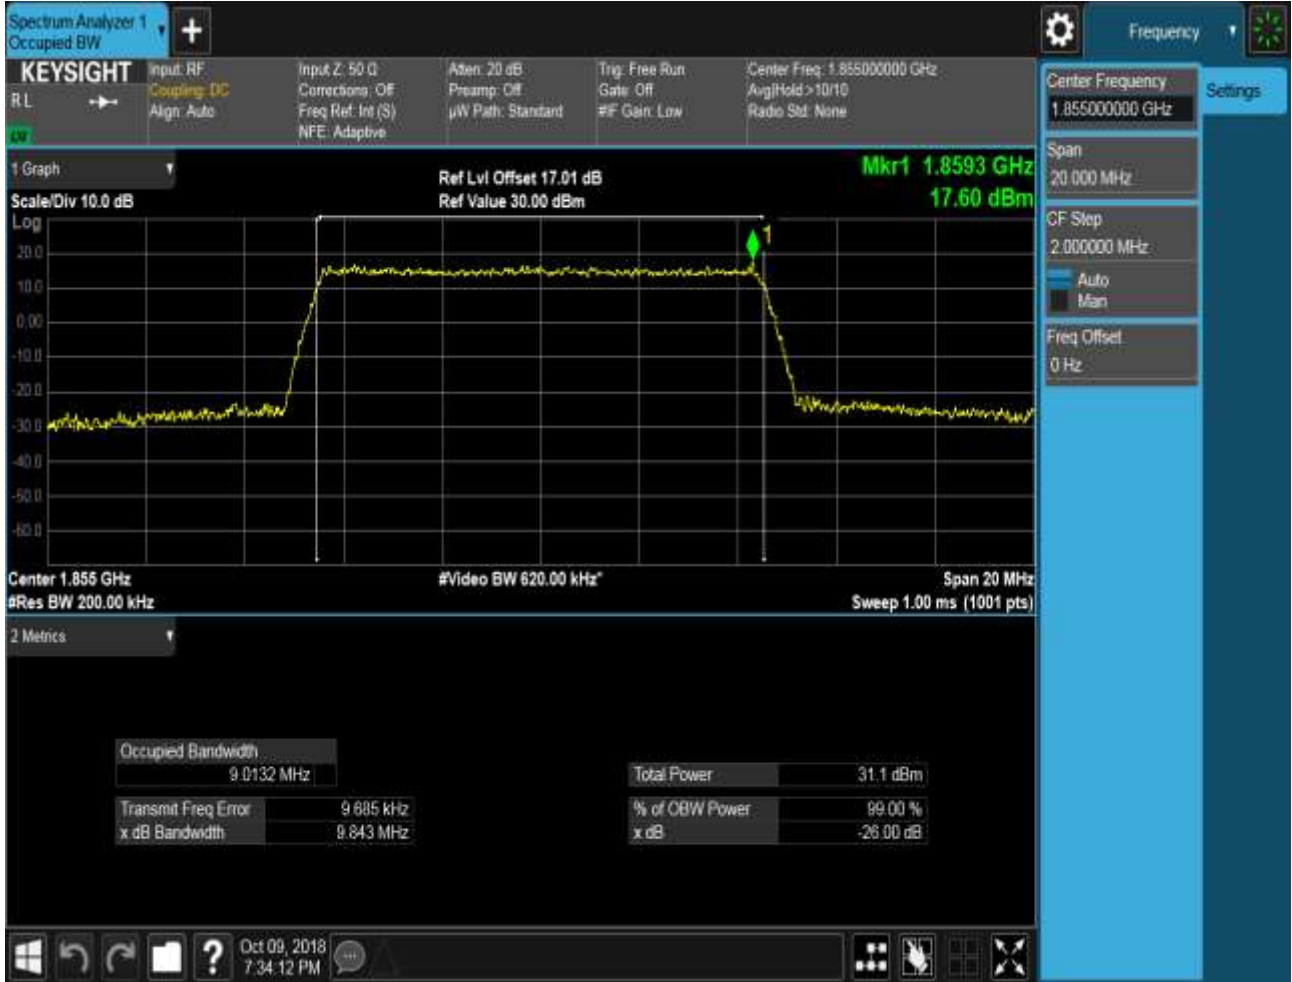 Spectrum Analyzer 1
Occupied BW
Frequency
KEYSIGHT
R L
Input: RF
Coupling: DC
Align: Auto
Input Z: 50 Ω
Corrections: Off
Freq Ref: Int (S)
NFE: Adaptive
Atten: 20 dB
Preamp: Off
µW Path: Standard
Trig: Free Run
Gate: Off
#IF Gain: Low
Center Freq: 1.855000000 GHz
Avg|Hold:>10/10
Radio Std: None
Center Frequency
1.855000000 GHz
Settings
Span
20.000 MHz
CF Step
2.000000 MHz
Auto
Man
Freq Offset
0 Hz
1 Graph
Scale/Div 10.0 dB
Ref Lvl Offset 17.01 dB
Ref Value 30.00 dBm
Mkr1 1.8593 GHz
17.60 dBm
Log
1
20.0
10.0
0.00
-10.0
-20.0
-30.0
-40.0
-50.0
-60.0
Center 1.855 GHz
#Res BW 200.00 kHz
#Video BW 620.00 kHz*
Span 20 MHz
Sweep 1.00 ms (1001 pts)
2 Metrics
Occupied Bandwidth
9.0132 MHz
Transmit Freq Error 9.685 kHz
x dB Bandwidth 9.843 MHz
Total Power 31.1 dBm
% of OBW Power 99.00 %
x dB -26.00 dB
?
Oct 09, 2018
7:34:12 PM